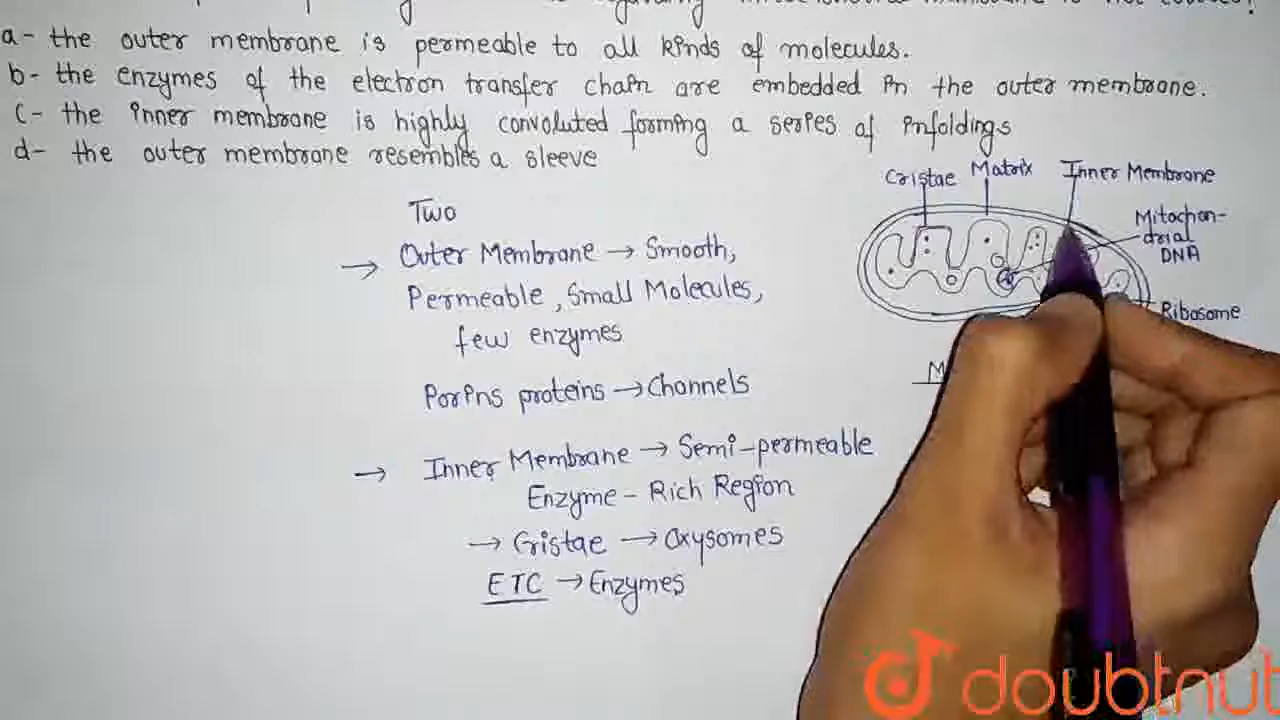 a- the outer membrane is permeable to all kinds of molecules.
b- the enzymes of the electron transfer chain are embedded in the outer membrane.
c- the inner membrane is highly convoluted forming a series of infoldings
d- the outer membrane resembles a sleeve
Cristae
Matrix
Inner Membrane
Mitochon-
drial
DNA
Ribosome
Two
→ Outer Membrane → Smooth,
Permeable, Small Molecules,
few enzymes
Porins proteins → Channels
→ Inner Membrane → Semi-permeable
Enzyme - Rich Region
→ Cristae → Oxysomes
ETC → Enzymes
M
doubtnut